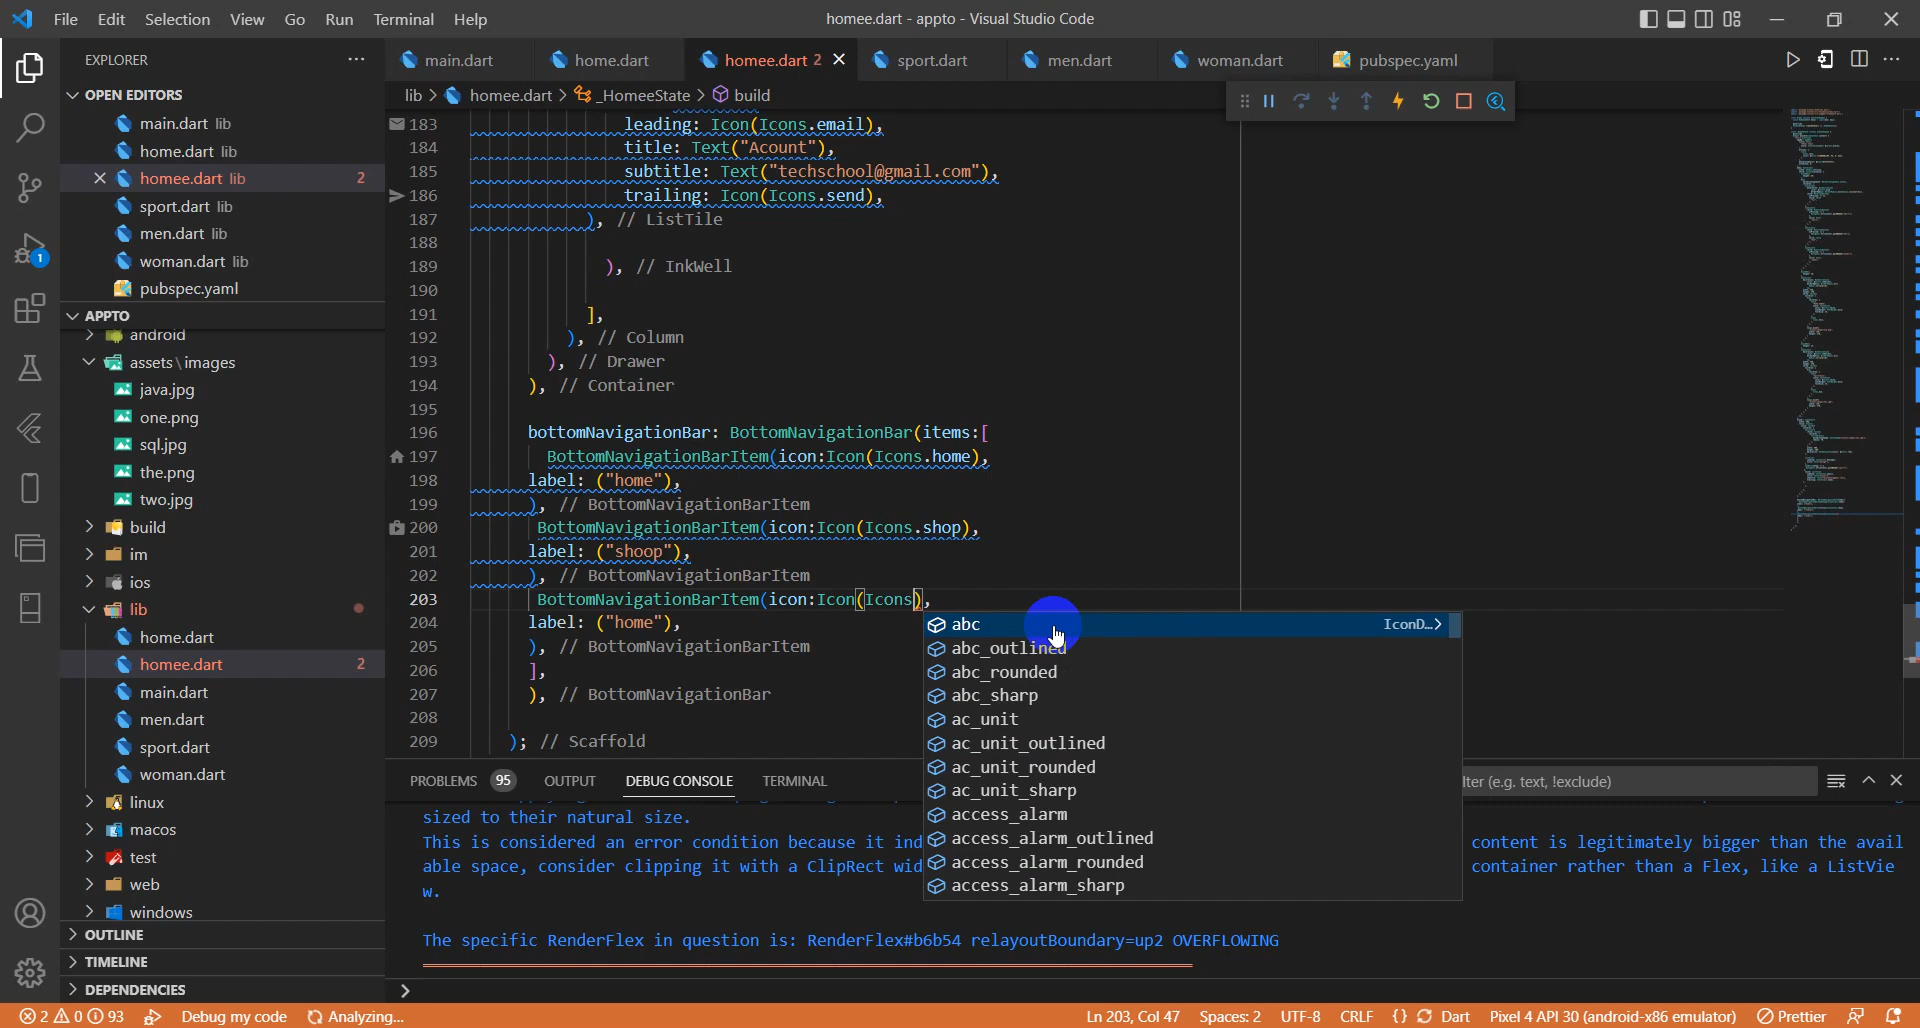 File Edit Selection View Go Run Terminal Help
homee.dart - appto - Visual Studio Code
EXPLORER
OPEN EDITORS
main.dart lib
home.dart lib
homee.dart lib 2
sport.dart lib
men.dart lib
woman.dart lib
pubspec.yaml
APPTO
android
assets\images
java.jpg
one.png
sql.jpg
the.png
two.jpg
build
im
ios
lib
home.dart
homee.dart 2
main.dart
men.dart
sport.dart
woman.dart
linux
macos
test
web
windows
OUTLINE
TIMELINE
DEPENDENCIES
1
main.dart home.dart homee.dart 2 sport.dart men.dart woman.dart pubspec.yaml
lib > homee.dart > _HomeeState > build
183 leading: Icon(Icons.email),
184 title: Text("Acount"),
185 subtitle: Text("techschool@gmail.com"),
186 trailing: Icon(Icons.send),
187 ), // ListTile
188
189 ), // InkWell
190
191 ],
192 ), // Column
193 ), // Drawer
194 ), // Container
195
196 bottomNavigationBar: BottomNavigationBar(items:[
197 BottomNavigationBarItem(icon:Icon(Icons.home),
198 label: ("home"),
199 ), // BottomNavigationBarItem
200 BottomNavigationBarItem(icon:Icon(Icons.shop),
201 label: ("shoop"),
202 ), // BottomNavigationBarItem
203 BottomNavigationBarItem(icon:Icon(Icons),
204 label: ("home"),
205 ), // BottomNavigationBarItem
206 ],
207 ), // BottomNavigationBar
208
209 ); // Scaffold
abc IconD...>
abc_outlined
abc_rounded
abc_sharp
ac_unit
ac_unit_outlined
ac_unit_rounded
ac_unit_sharp
access_alarm
access_alarm_outlined
access_alarm_rounded
access_alarm_sharp
PROBLEMS 95 OUTPUT DEBUG CONSOLE TERMINAL
lter (e.g. text, !exclude)
sized to their natural size.
This is considered an error condition because it ind content is legitimately bigger than the avail
able space, consider clipping it with a ClipRect wid container rather than a Flex, like a ListVie
w.
The specific RenderFlex in question is: RenderFlex#b6b54 relayoutBoundary=up2 OVERFLOWING
>
2 0 93 Debug my code Analyzing... Ln 203, Col 47 Spaces: 2 UTF-8 CRLF {} Dart Pixel 4 API 30 (android-x86 emulator) Prettier